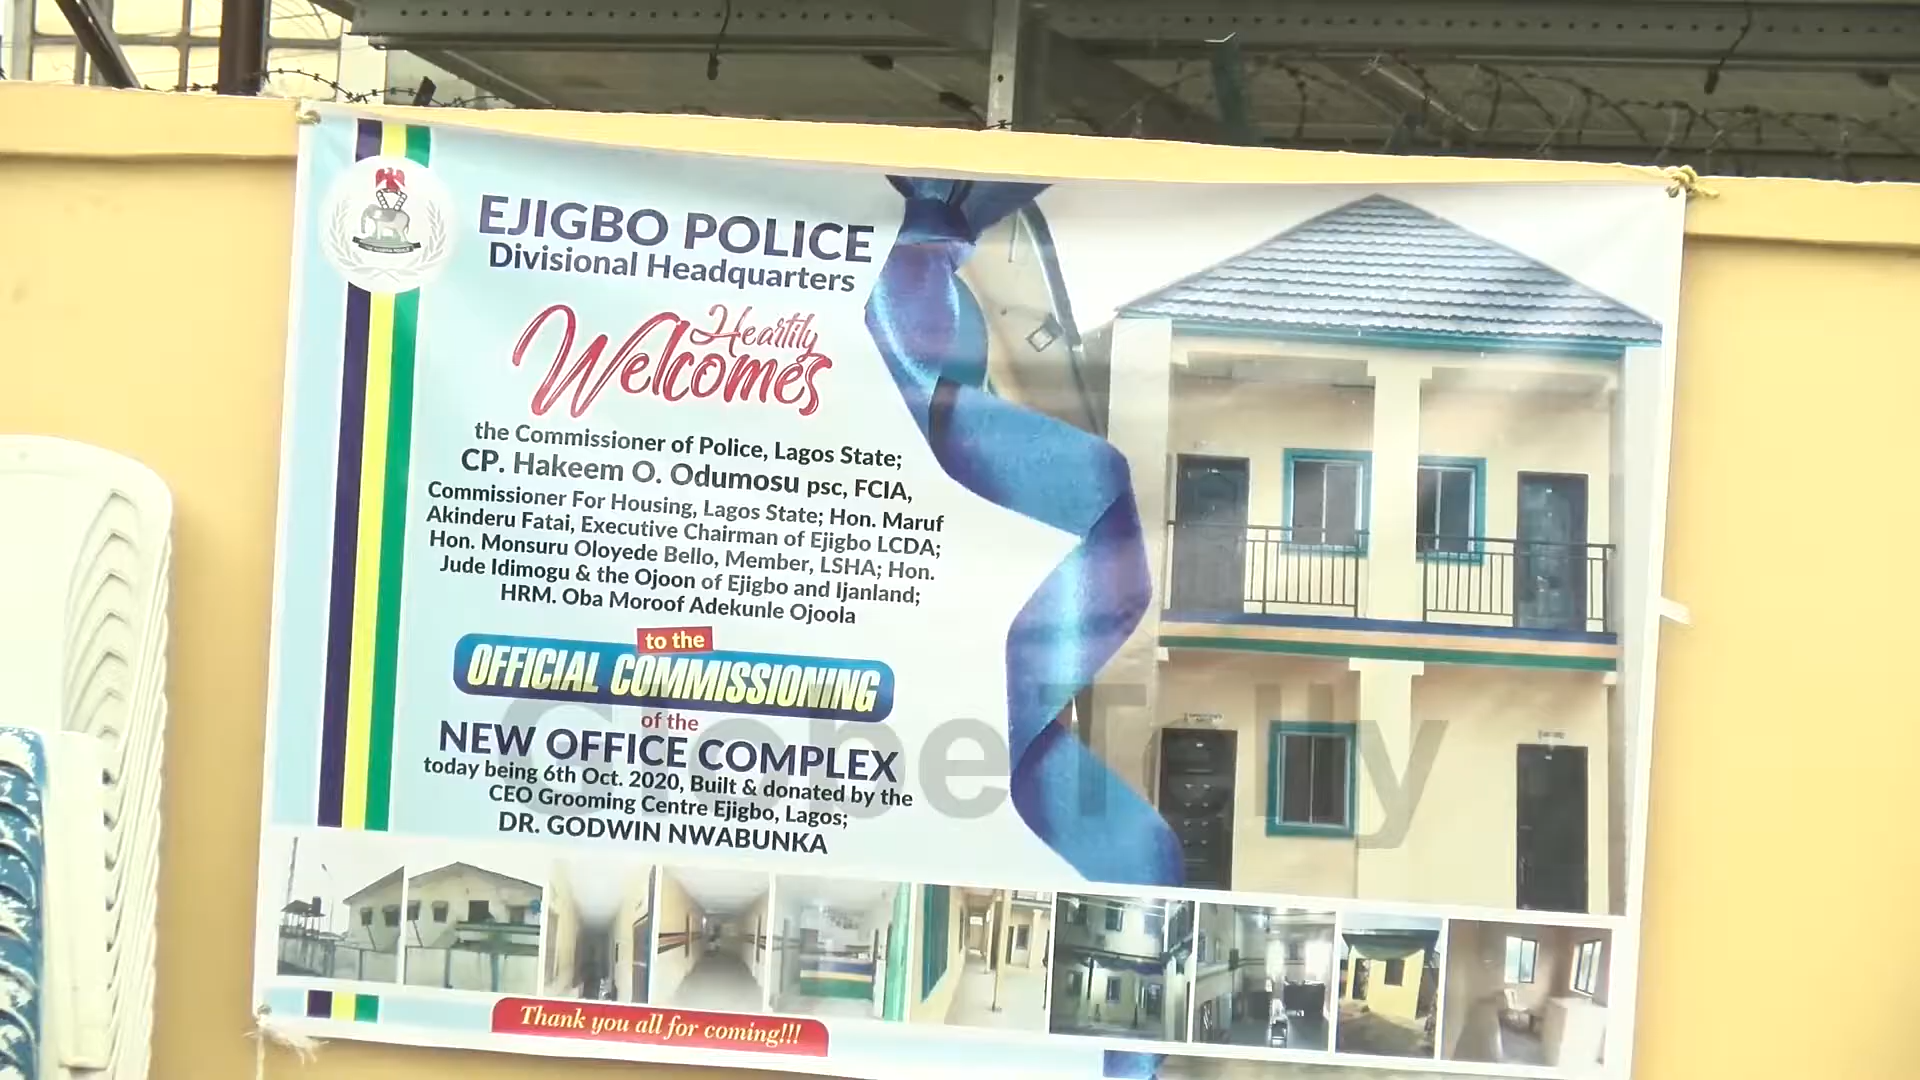 EJIGBO POLICE
Divisional Headquarters
Heartily
Welcomes
the Commissioner of Police, Lagos State;
CP. Hakeem O. Odumosu psc, FCIA,
Commissioner For Housing, Lagos State; Hon. Maruf
Akinderu Fatai, Executive Chairman of Ejigbo LCDA;
Hon. Monsuru Oloyede Bello, Member, LSHA; Hon.
Jude Idimogu & the Ojoon of Ejigbo and Ijanland;
HRM. Oba Moroof Adekunle Ojoola
to the
OFFICIAL COMMISSIONING
of the
NEW OFFICE COMPLEX
today being 6th Oct. 2020, Built & donated by the
CEO Grooming Centre Ejigbo, Lagos;
DR. GODWIN NWABUNKA
Thank you all for coming!!!
GlobeTelly